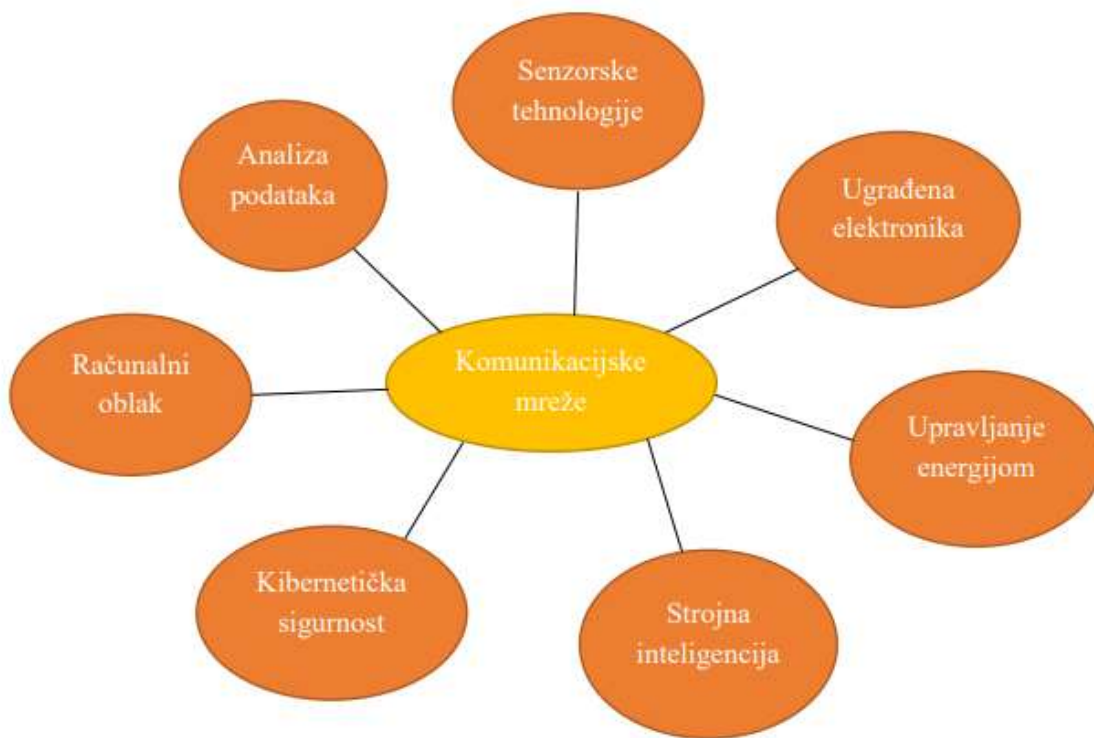 Senzorske
tehnologije
Analiza
podataka
Ugrađena
elektronika
Računalni
oblak
Komunikacijske
mreže
Upravljanje
energijom
Kibernetička
sigurnost
Strojna
inteligencija